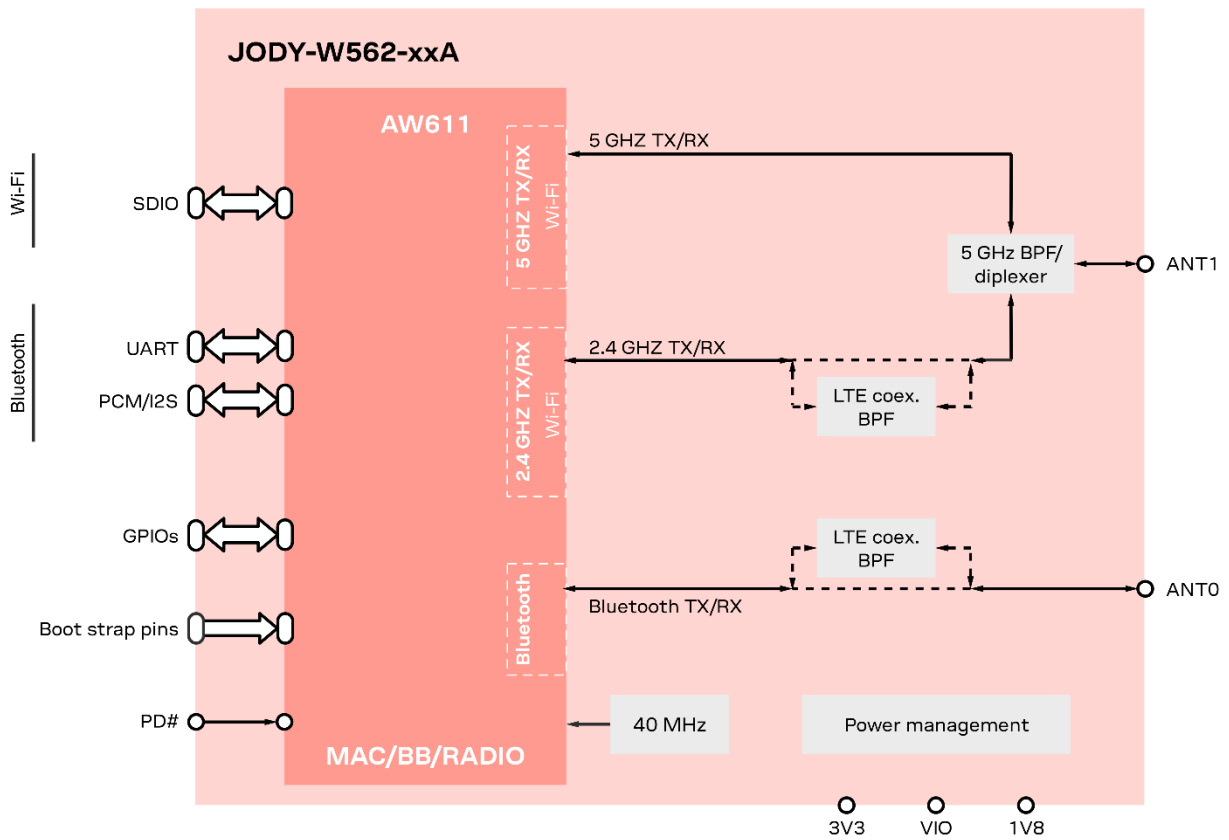 JODY-W562-xxA
AW611
Wi-Fi
SDIO
5 GHZ TX/RX
Wi-Fi
5 GHZ TX/RX
5 GHz BPF/
diplexer
ANT1
Bluetooth
UART
PCM/I2S
2.4 GHZ TX/RX
Wi-Fi
2.4 GHZ TX/RX
LTE coex.
BPF
GPIOs
LTE coex.
BPF
Boot strap pins
Bluetooth
Bluetooth TX/RX
ANT0
PD#
40 MHz
Power management
MAC/BB/RADIO
3V3
VIO
1V8